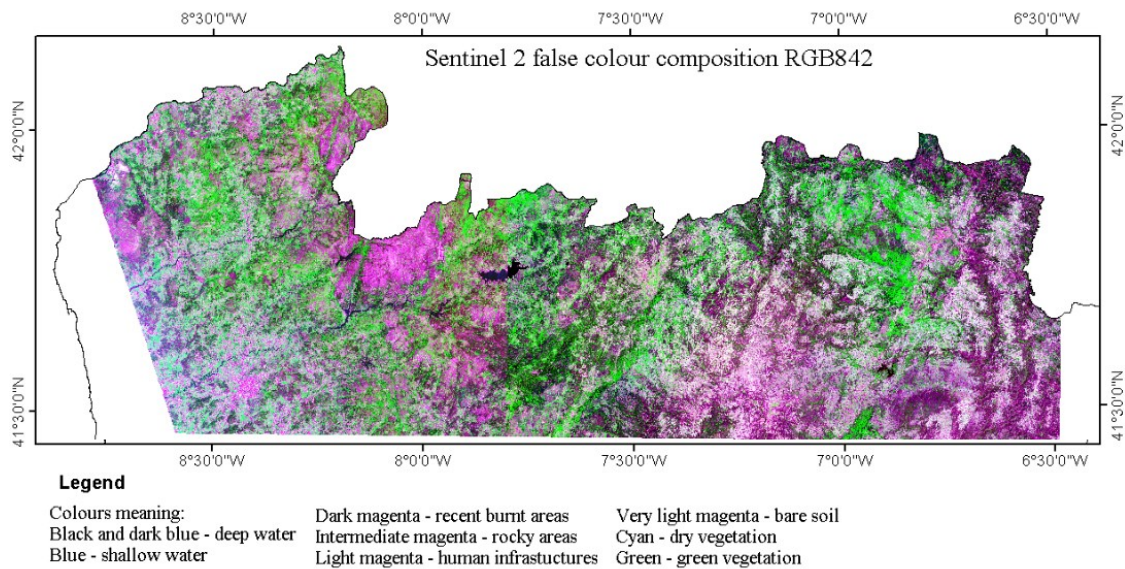 8°30'0"W 8°0'0"W 7°30'0"W 7°0'0"W 6°30'0"W
Sentinel 2 false colour composition RGB842
42°0'0"N 42°0'0"N
41°30'0"N 41°30'0"N
8°30'0"W 8°0'0"W 7°30'0"W 7°0'0"W 6°30'0"W
Legend
Colours meaning:
Black and dark blue - deep water
Blue - shallow water
Dark magenta - recent burnt areas
Intermediate magenta - rocky areas
Light magenta - human infrastuctures
Very light magenta - bare soil
Cyan - dry vegetation
Green - green vegetation